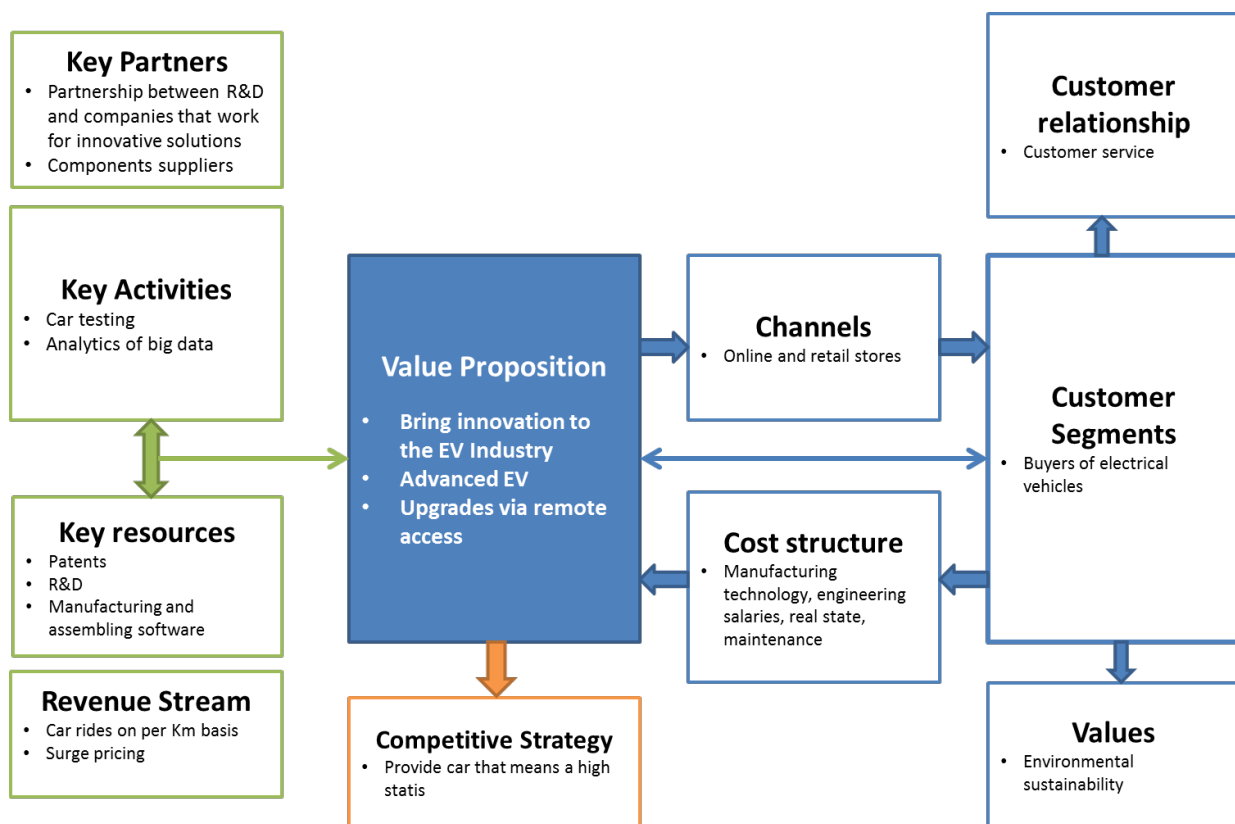 Key Partners
• Partnership between R&D
and companies that work
for innovative solutions
• Components suppliers
Customer
relationship
• Customer service
Key Activities
• Car testing
• Analytics of big data
Value Proposition
• Bring innovation to
the EV Industry
• Advanced EV
• Upgrades via remote
access
Channels
• Online and retail stores
Customer
Segments
• Buyers of electrical
vehicles
Key resources
• Patents
• R&D
• Manufacturing and
assembling software
Cost structure
• Manufacturing
technology, engineering
salaries, real state,
maintenance
Revenue Stream
• Car rides on per Km basis
• Surge pricing
Competitive Strategy
• Provide car that means a high
statis
Values
• Environmental
sustainability